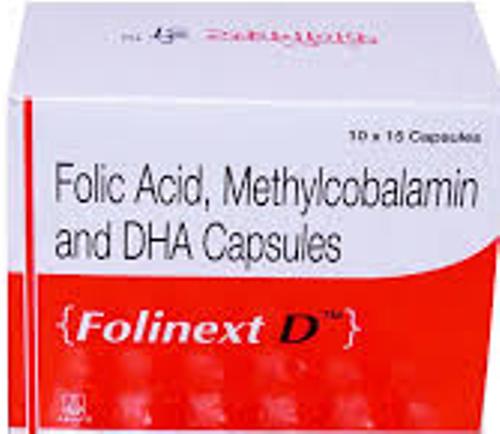 10 x 15 Capsules
Folic Acid, Methylcobalamin
and DHA Capsules
{Folinext D™}